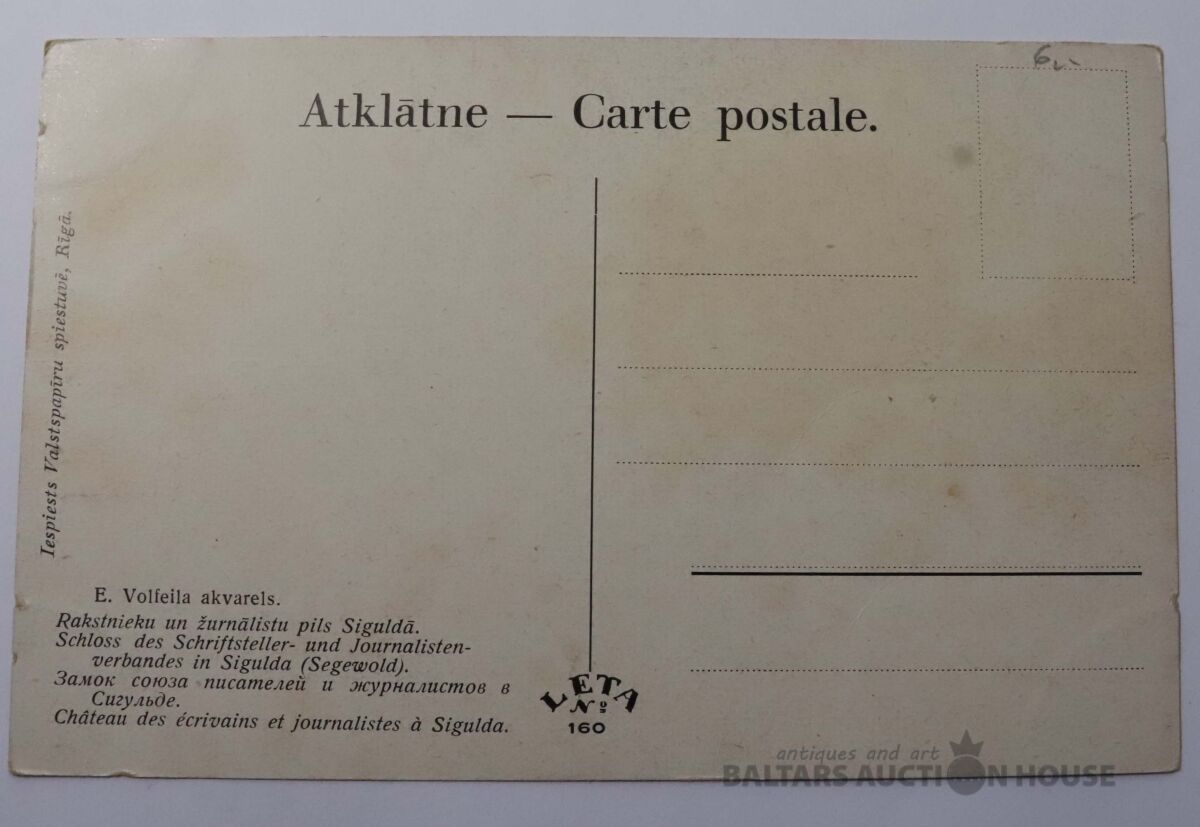 6,-
Atklātne — Carte postale.
Iespiests Valstspapīru spiestuvē, Rīgā.
E. Volfeila akvarels.
Rakstnieku un žurnālistu pils Siguldā.
Schloss des Schriftsteller- und Journalisten-
verbandes in Sigulda (Segewold).
Замок союза писателей и журналистов в
Сигульде.
Château des écrivains et journalistes à Sigulda.
LETA
№
160
antiques and art
BALTARS AUCTION HOUSE